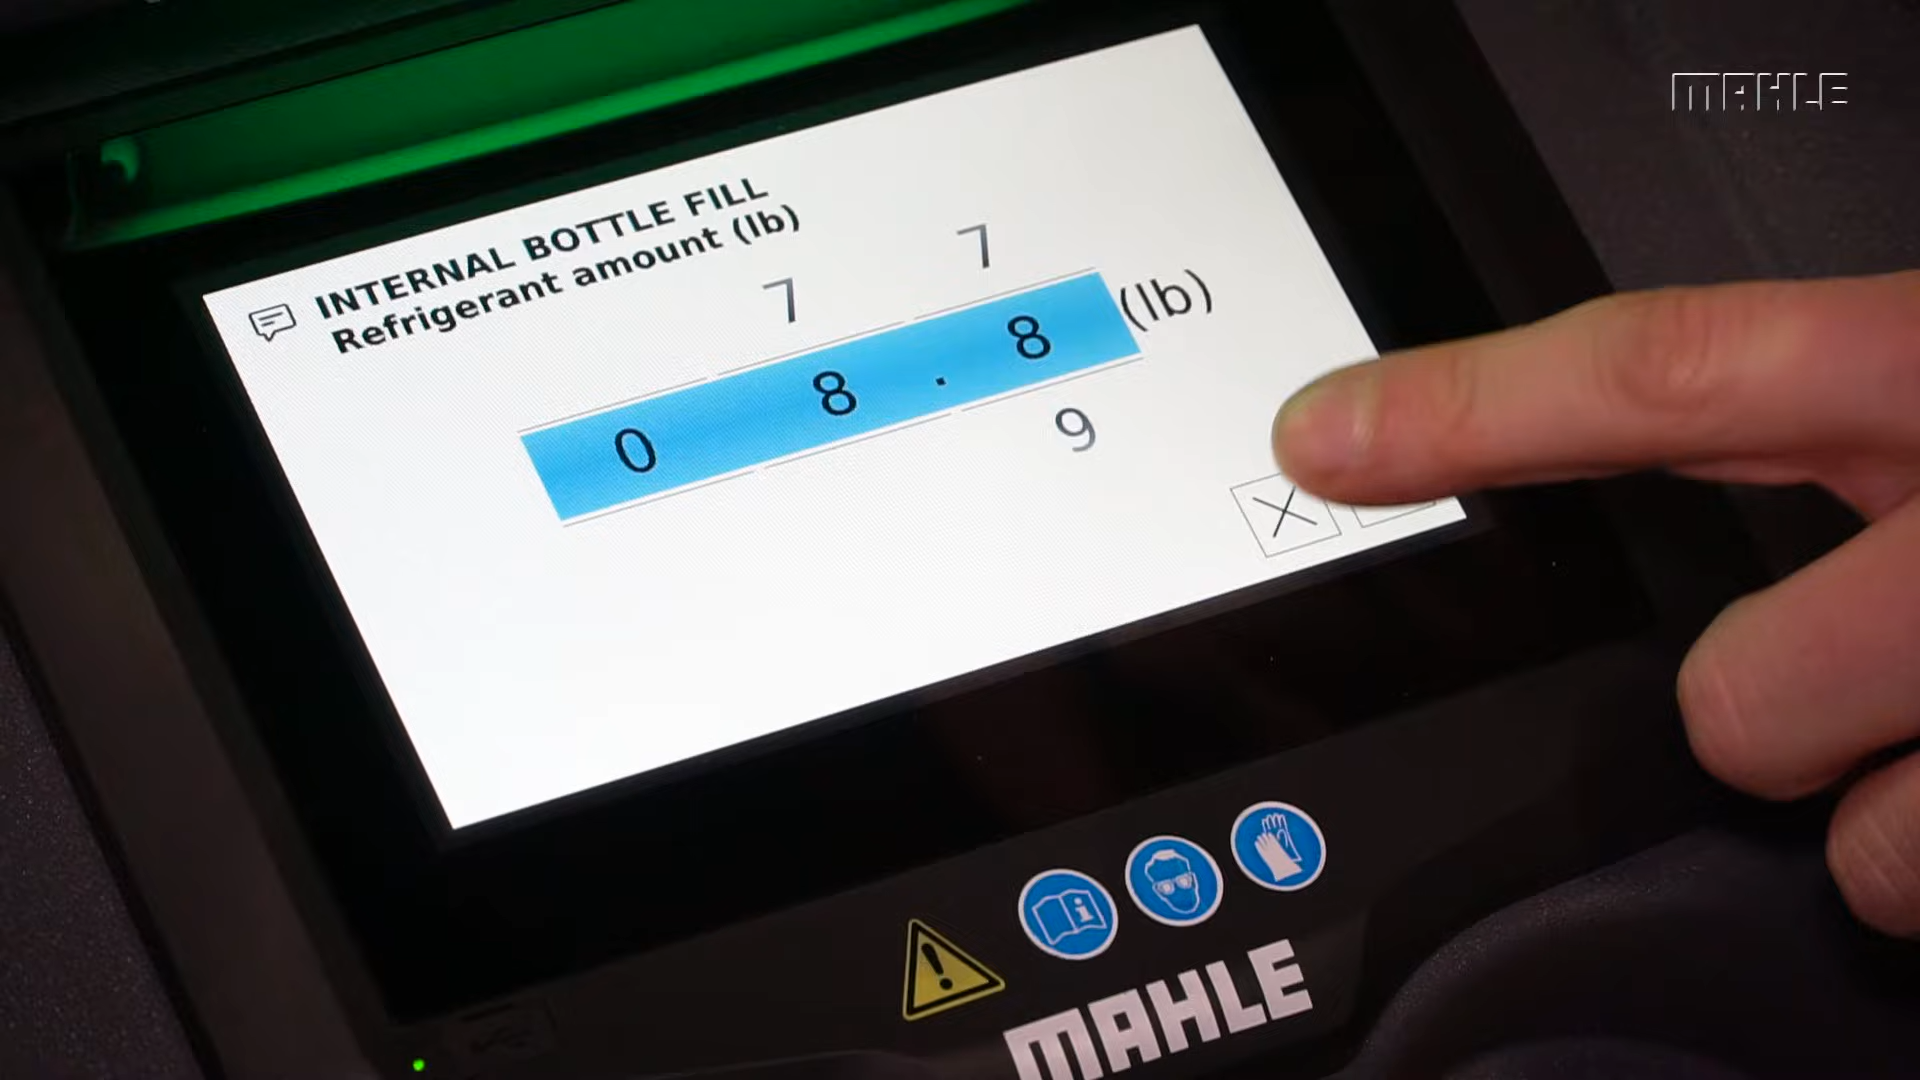 MAHLE
INTERNAL BOTTLE FILL
Refrigerant amount (lb)
7 7
0 8 . 8 (lb)
9
MAHLE